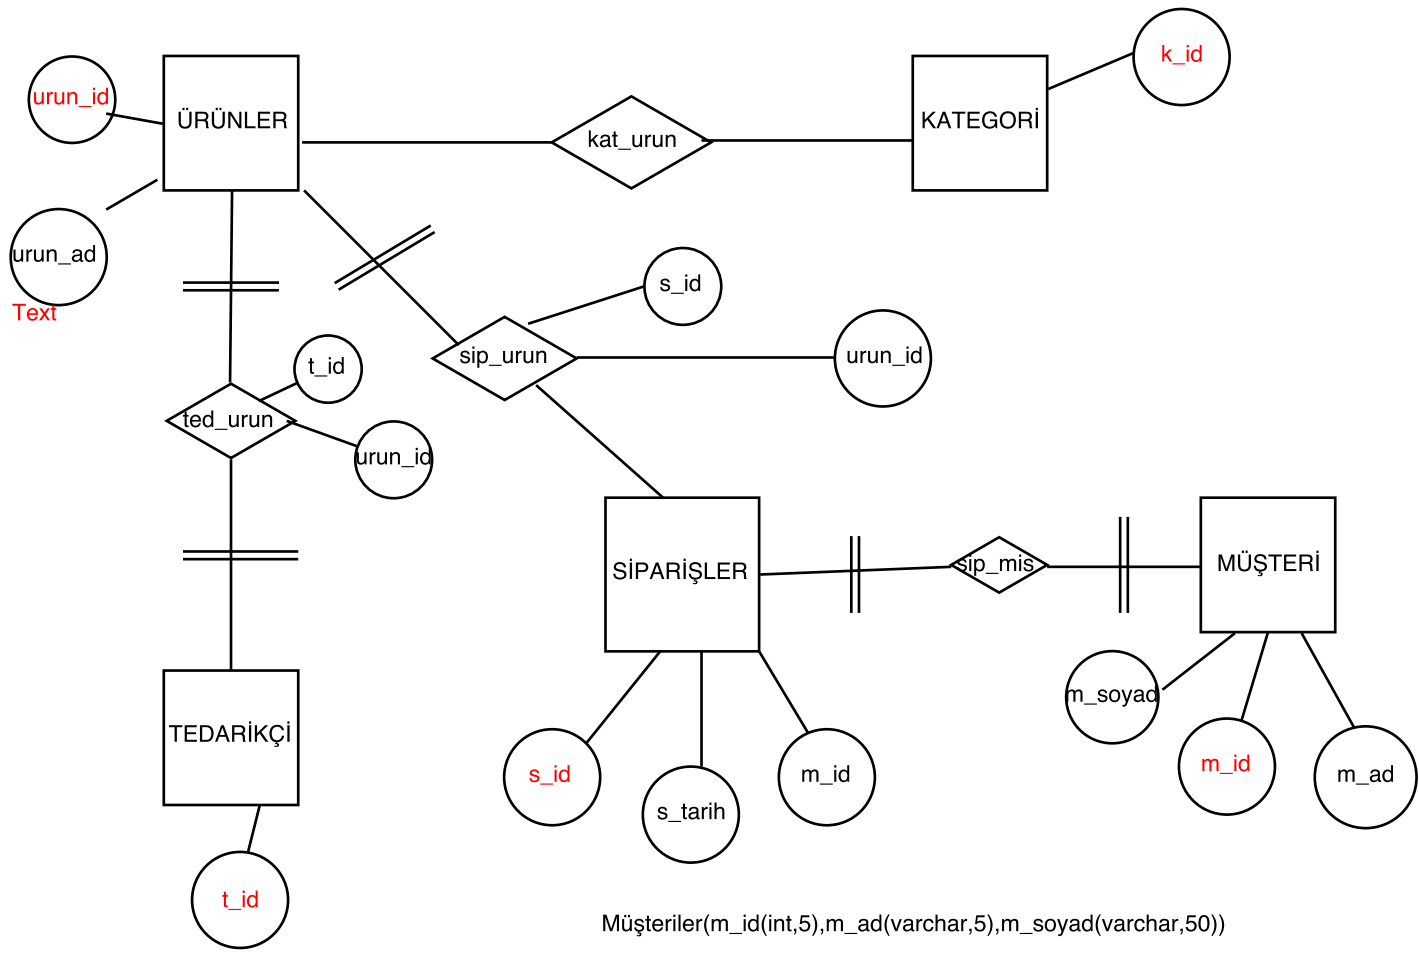 k_id
urun_id
ÜRÜNLER
KATEGORİ
kat_urun
urun_ad
Text
s_id
sip_urun
urun_id
t_id
ted_urun
urun_id
SİPARİŞLER
sip_mis
MÜŞTERİ
m_soyad
TEDARİKÇİ
s_id
s_tarih
m_id
m_id
m_ad
t_id
Müşteriler(m_id(int,5),m_ad(varchar,5),m_soyad(varchar,50))